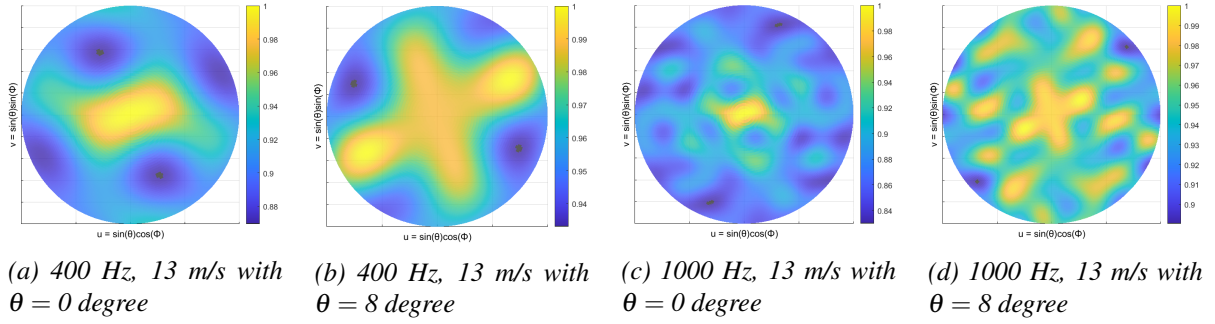 1
0.98
0.96
0.94
0.92
0.9
0.88
v = sin(θ)sin(Φ)
u = sin(θ)cos(Φ)
1
0.99
0.98
0.97
0.96
0.95
0.94
v = sin(θ)sin(Φ)
u = sin(θ)cos(Φ)
1
0.98
0.96
0.94
0.92
0.9
0.88
0.86
0.84
v = sin(θ)sin(Φ)
u = sin(θ)cos(Φ)
1
0.99
0.98
0.97
0.96
0.95
0.94
0.93
0.92
0.91
0.9
v = sin(θ)sin(Φ)
u = sin(θ)cos(Φ)
(a) 400 Hz, 13 m/s with
θ = 0 degree
(b) 400 Hz, 13 m/s with
θ = 8 degree
(c) 1000 Hz, 13 m/s with
θ = 0 degree
(d) 1000 Hz, 13 m/s with
θ = 8 degree